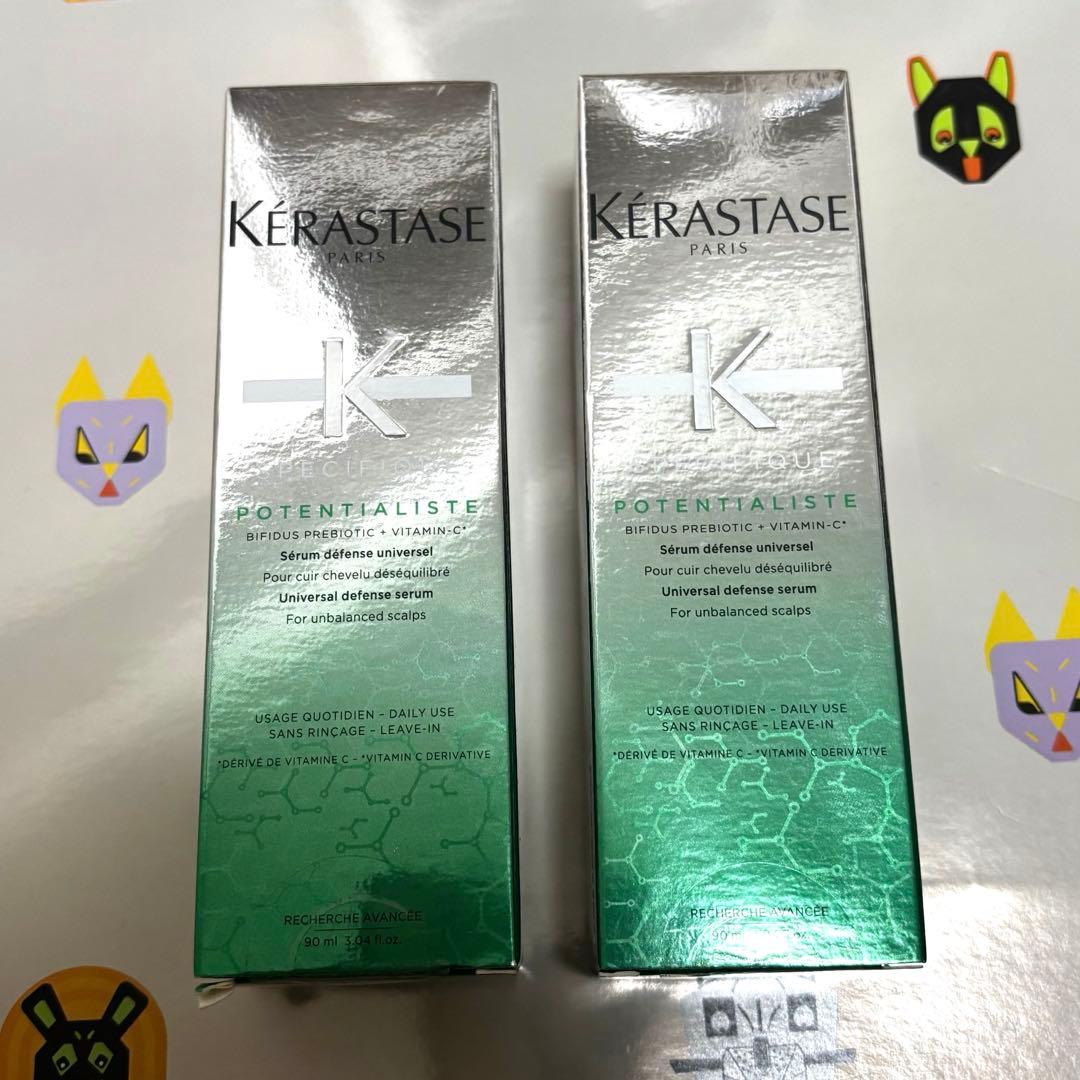 KÉRASTASE
PARIS
K
POTENTIALISTE
BIFIDUS PREBIOTIC + VITAMIN-C*
Sérum défense universel
Pour cuir chevelu déséquilibré
Universal defense serum
For unbalanced scalps
USAGE QUOTIDIEN – DAILY USE
SANS RINÇAGE – LEAVE-IN
*DÉRIVÉ DE VITAMINE C – *VITAMIN C DERIVATIVE
RECHERCHE AVANCÉE
90 ml 3.04 fl.oz.
KÉRASTASE
PARIS
K
POTENTIALISTE
BIFIDUS PREBIOTIC + VITAMIN-C*
Sérum défense universel
Pour cuir chevelu déséquilibré
Universal defense serum
For unbalanced scalps
USAGE QUOTIDIEN – DAILY USE
SANS RINÇAGE – LEAVE-IN
*DÉRIVÉ DE VITAMINE C – *VITAMIN C DERIVATIVE
RECHERCHE AVANCÉE
90